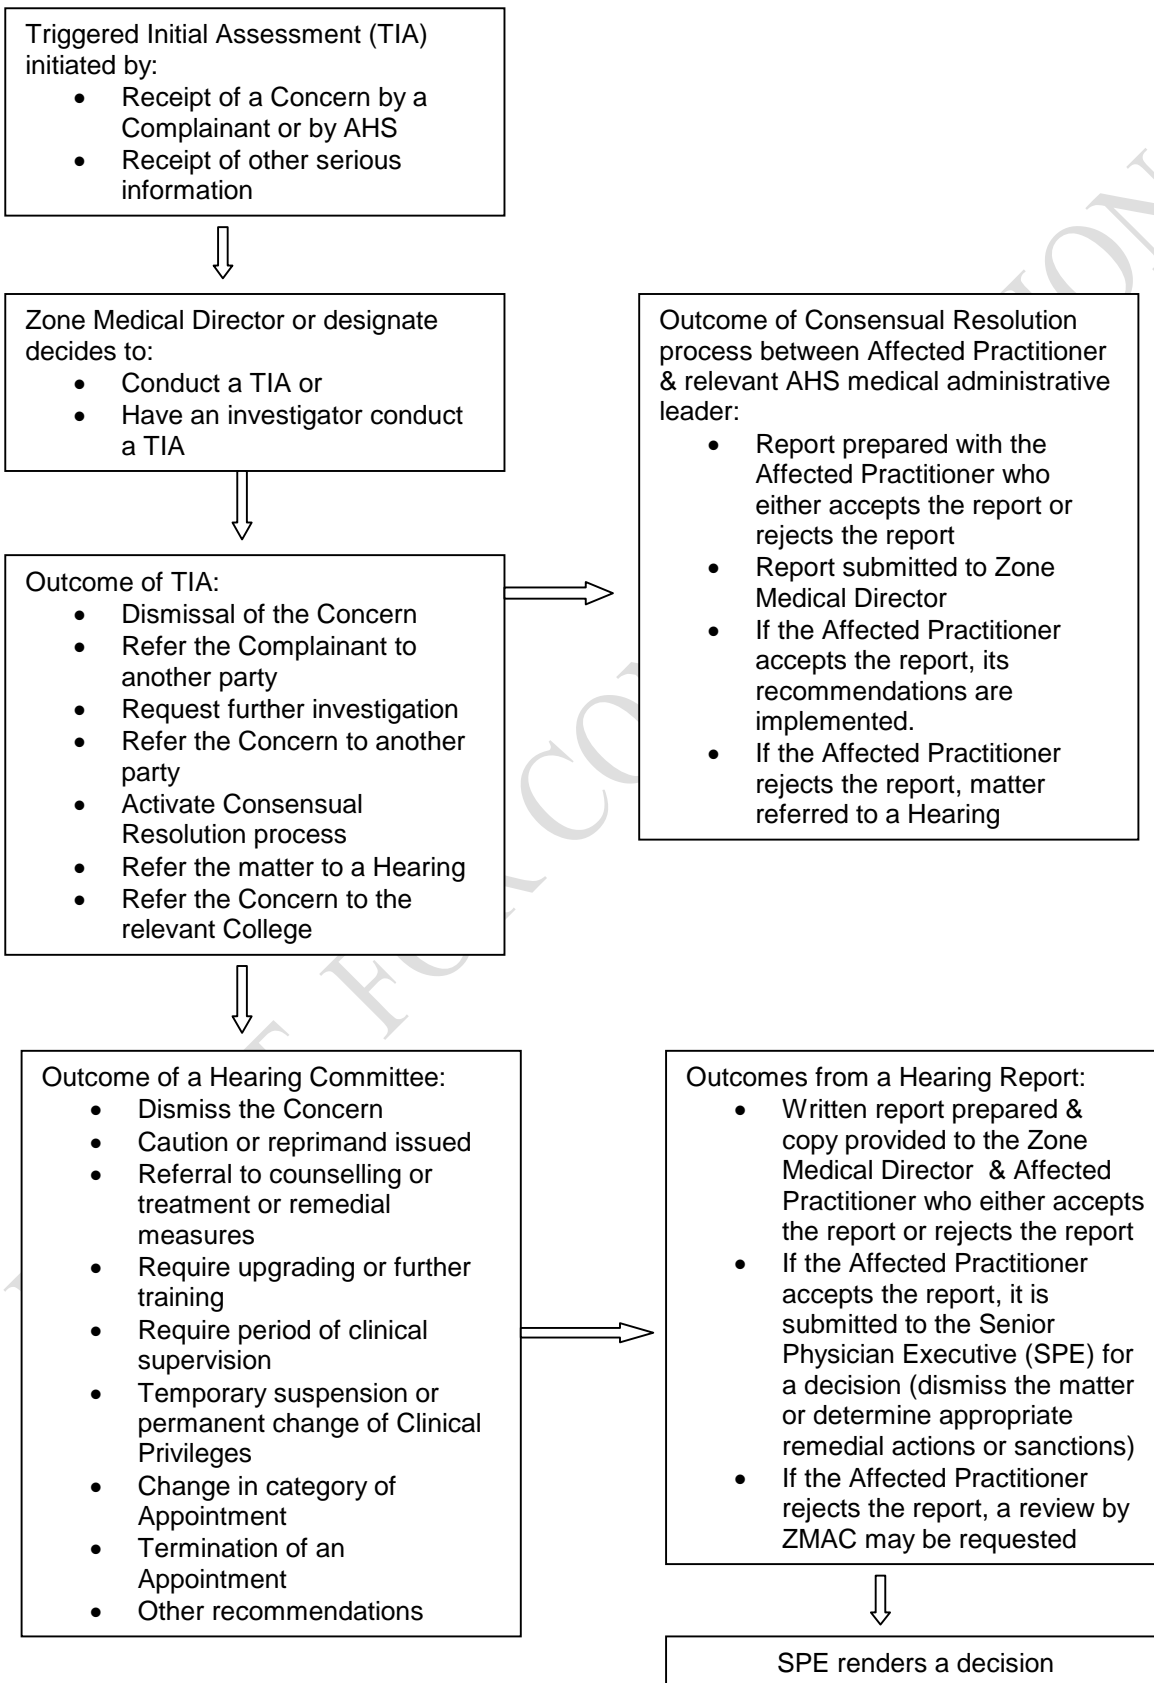 Triggered Initial Assessment (TIA)
initiated by:
• Receipt of a Concern by a
Complainant or by AHS
• Receipt of other serious
information
Zone Medical Director or designate
decides to:
• Conduct a TIA or
• Have an investigator conduct
a TIA
Outcome of TIA:
• Dismissal of the Concern
• Refer the Complainant to
another party
• Request further investigation
• Refer the Concern to another
party
• Activate Consensual
Resolution process
• Refer the matter to a Hearing
• Refer the Concern to the
relevant College
Outcome of Consensual Resolution
process between Affected Practitioner
& relevant AHS medical administrative
leader:
• Report prepared with the
Affected Practitioner who
either accepts the report or
rejects the report
• Report submitted to Zone
Medical Director
• If the Affected Practitioner
accepts the report, its
recommendations are
implemented.
• If the Affected Practitioner
rejects the report, matter
referred to a Hearing
Outcome of a Hearing Committee:
• Dismiss the Concern
• Caution or reprimand issued
• Referral to counselling or
treatment or remedial
measures
• Require upgrading or further
training
• Require period of clinical
supervision
• Temporary suspension or
permanent change of Clinical
Privileges
• Change in category of
Appointment
• Termination of an
Appointment
• Other recommendations
Outcomes from a Hearing Report:
• Written report prepared &
copy provided to the Zone
Medical Director & Affected
Practitioner who either accepts
the report or rejects the report
• If the Affected Practitioner
accepts the report, it is
submitted to the Senior
Physician Executive (SPE) for
a decision (dismiss the matter
or determine appropriate
remedial actions or sanctions)
• If the Affected Practitioner
rejects the report, a review by
ZMAC may be requested
SPE renders a decision
FOR